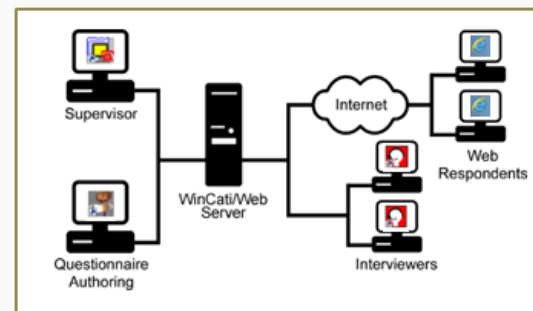 Supervisor
Internet
WinCati/Web
Server
Web
Respondents
Questionnaire
Authoring
Interviewers